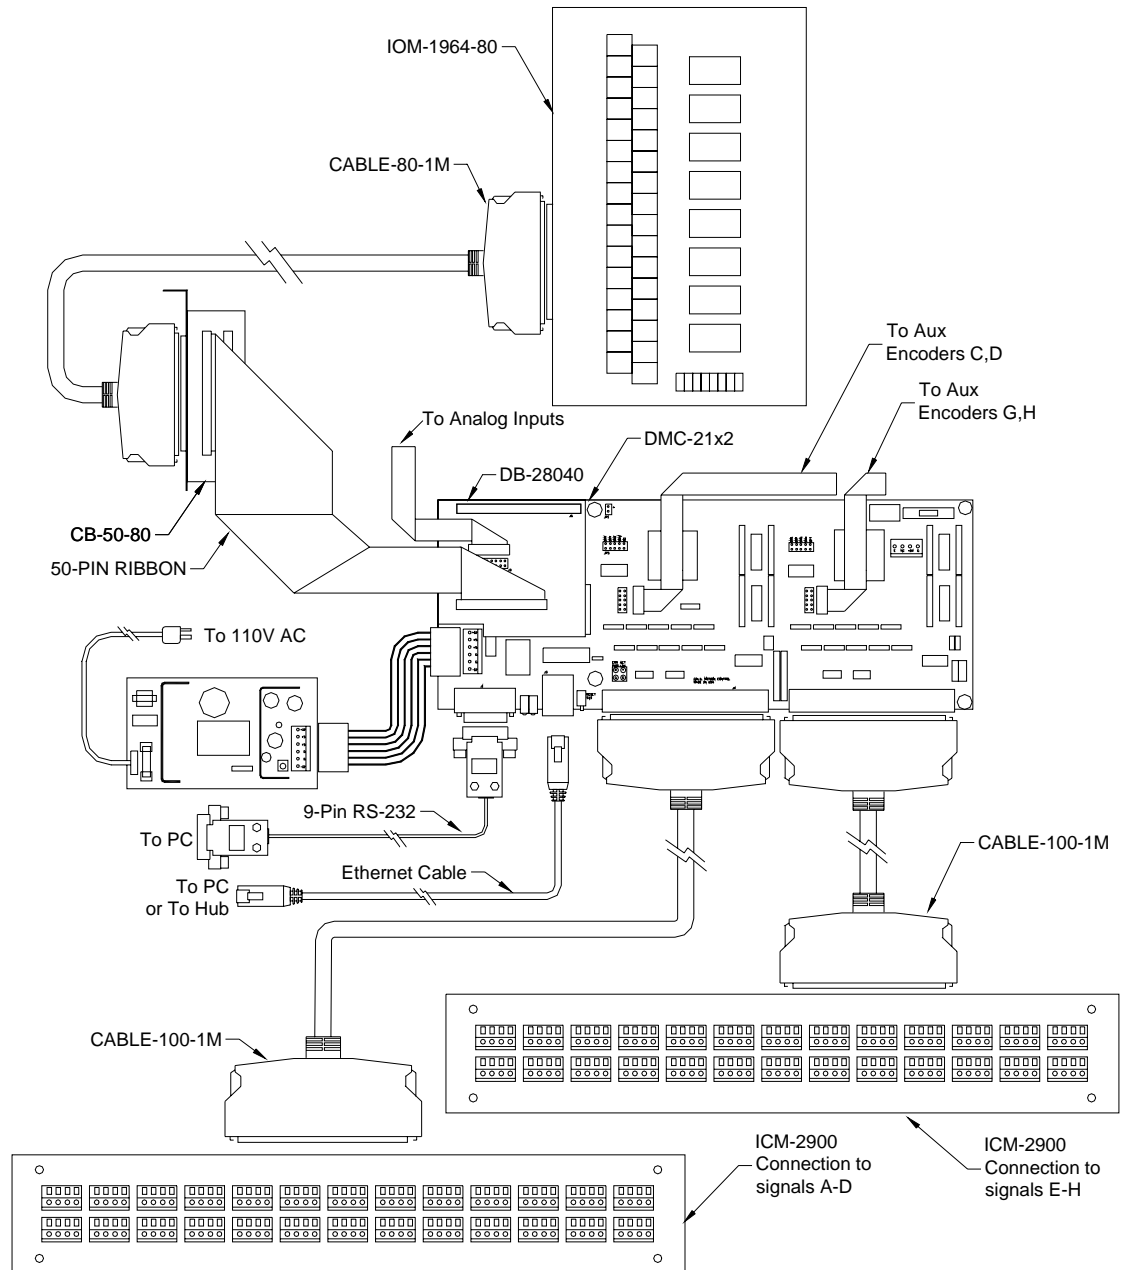 IOM-1964-80
CABLE-80-1M
To Aux
Encoders C,D
To Aux
Encoders G,H
To Analog Inputs
DMC-21x2
DB-28040
CB-50-80
50-PIN RIBBON
To 110V AC
9-Pin RS-232
To PC
Ethernet Cable
To PC
or To Hub
CABLE-100-1M
CABLE-100-1M
ICM-2900
Connection to
signals A-D
ICM-2900
Connection to
signals E-H